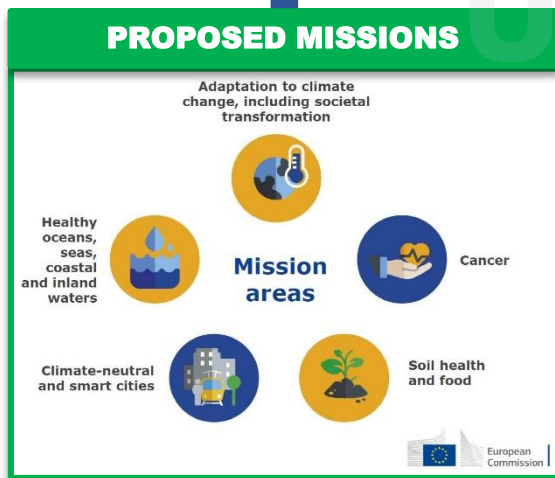 PROPOSED MISSIONS
Adaptation to climate
change, including societal
transformation
Healthy
oceans,
seas,
coastal
and inland
waters
Mission
areas
Cancer
Climate-neutral
and smart cities
Soil health
and food
European
Commission